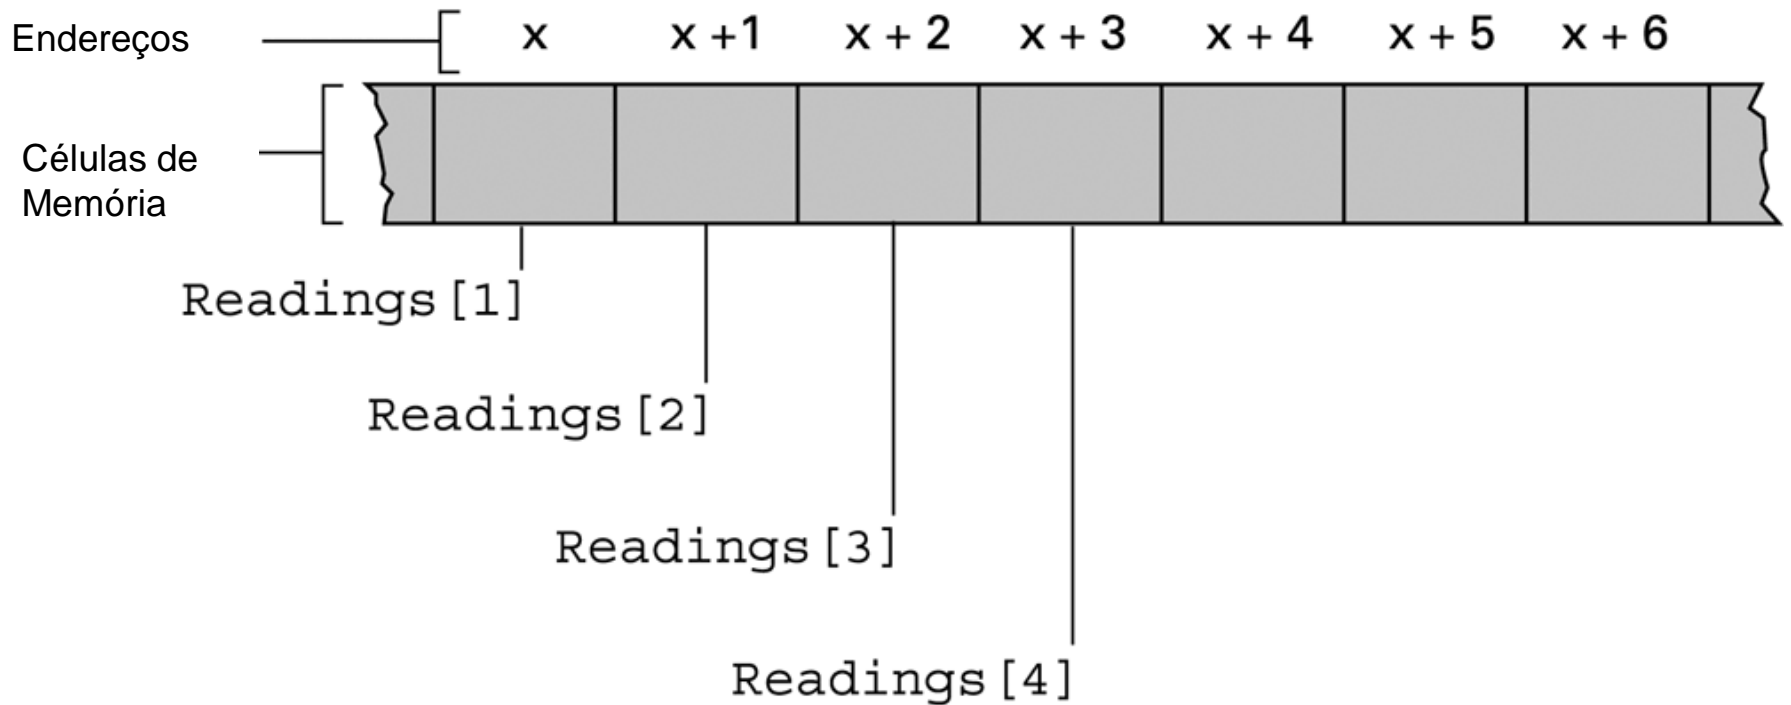 Endereços x x +1 x + 2 x + 3 x + 4 x + 5 x + 6
Células de
Memória
Readings[1]
Readings[2]
Readings[3]
Readings[4]